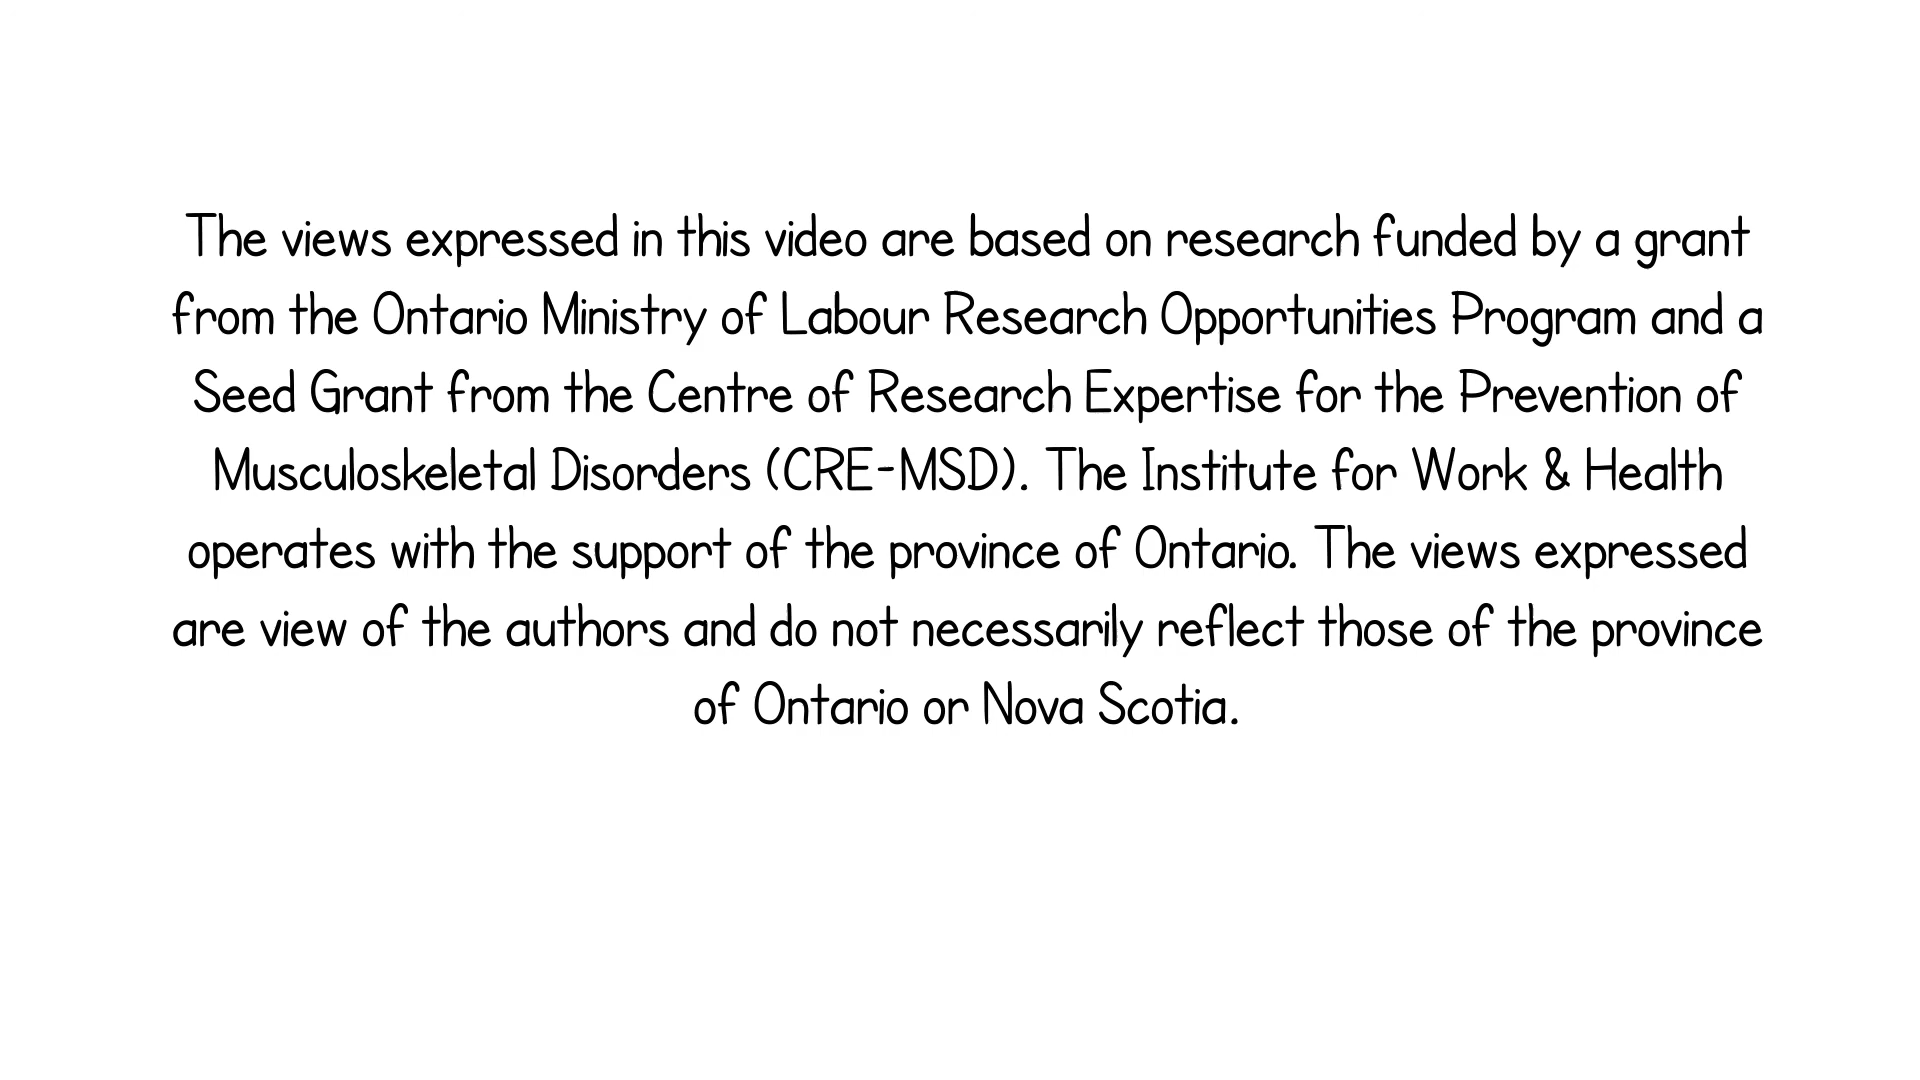 The views expressed in this video are based on research funded by a grant
from the Ontario Ministry of Labour Research Opportunities Program and a
Seed Grant from the Centre of Research Expertise for the Prevention of
Musculoskeletal Disorders (CRE-MSD). The Institute for Work & Health
operates with the support of the province of Ontario. The views expressed
are view of the authors and do not necessarily reflect those of the province
of Ontario or Nova Scotia.